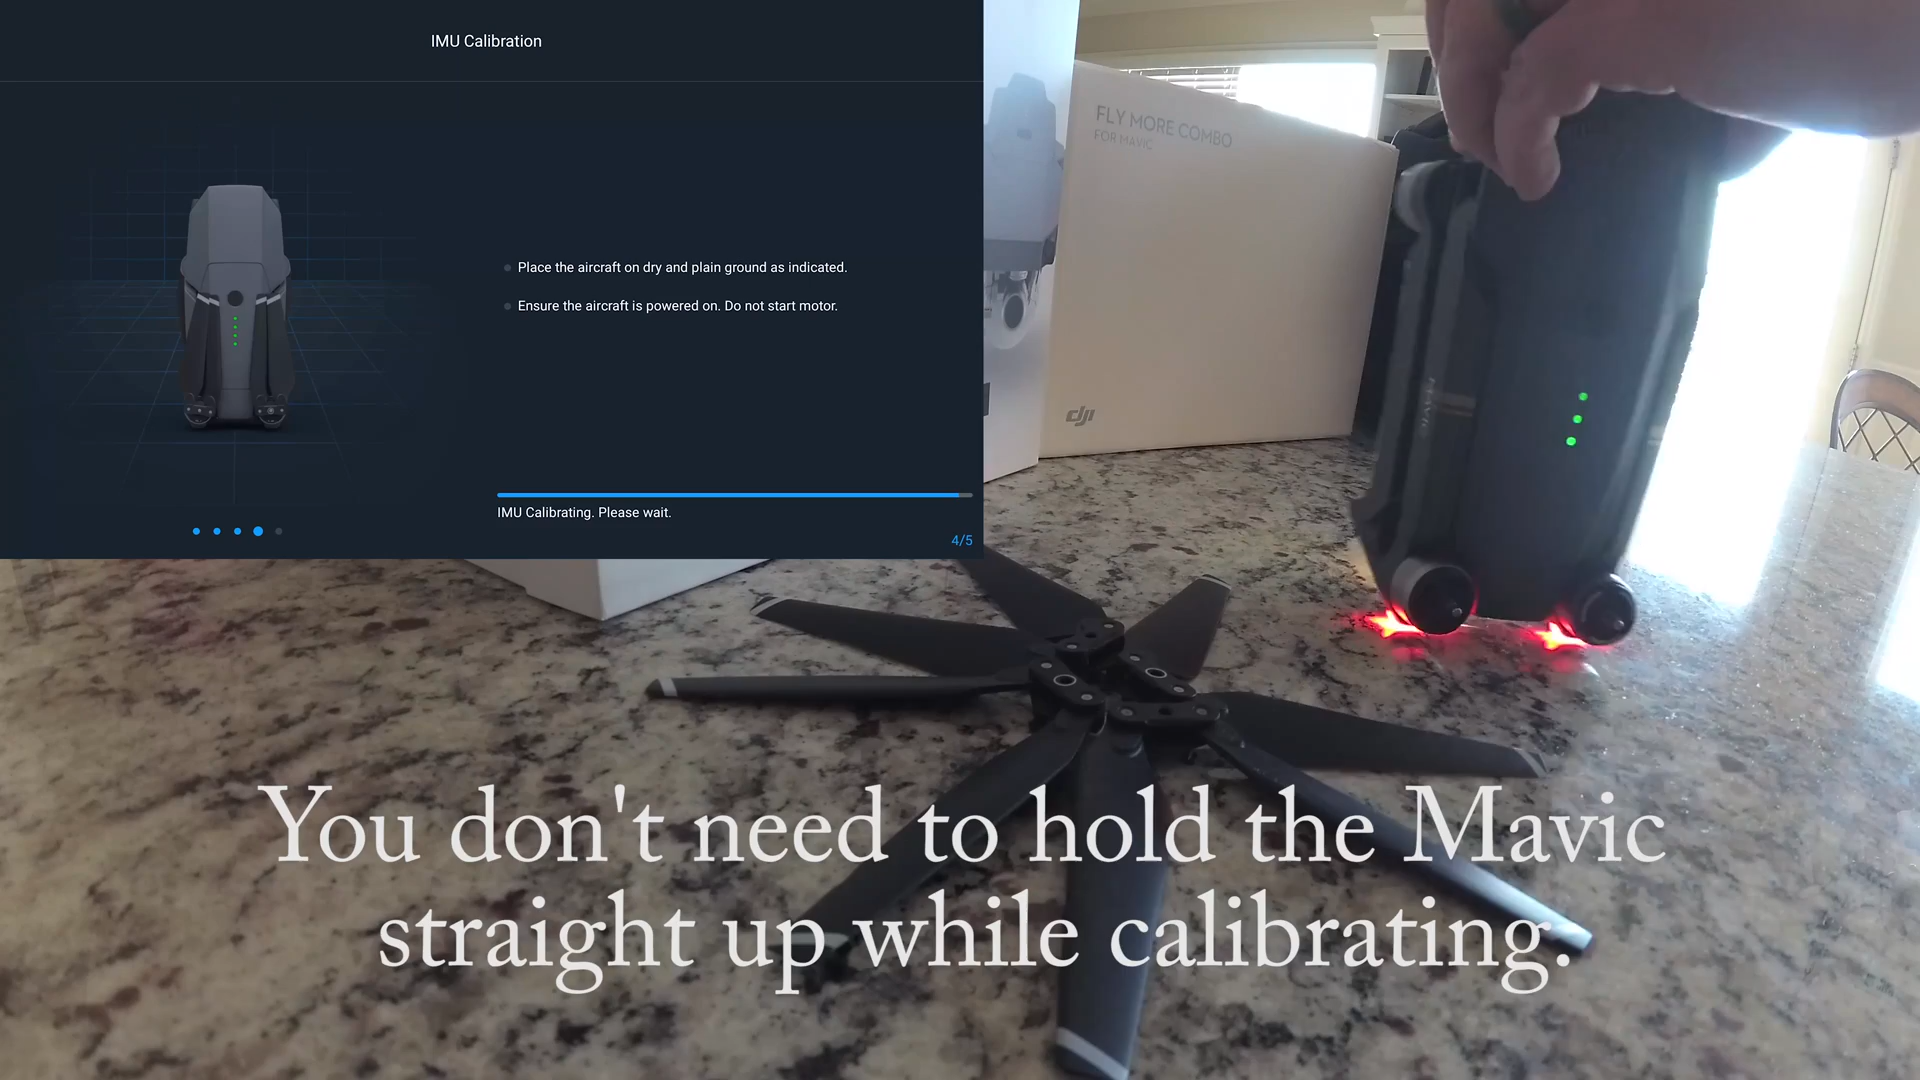 IMU Calibration
Place the aircraft on dry and plain ground as indicated.
Ensure the aircraft is powered on. Do not start motor.
IMU Calibrating. Please wait.
4/5
FLY MORE COMBO
FOR MAVIC
dji
You don't need to hold the Mavic
straight up while calibrating.